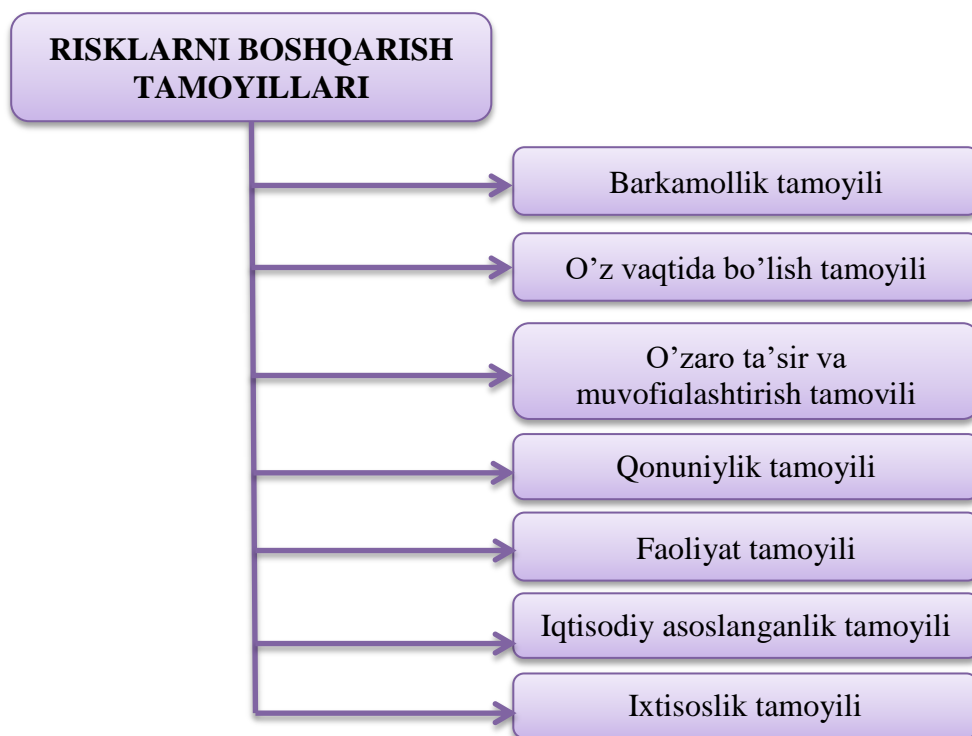 RISKLARNI BOSHQARISH
TAMOYILLARI
Barkamollik tamoyili
O’z vaqtida bo’lish tamoyili
O’zaro ta’sir va
muvofiqlashtirish tamoyili
Qonuniylik tamoyili
Faoliyat tamoyili
Iqtisodiy asoslanganlik tamoyili
Ixtisoslik tamoyili